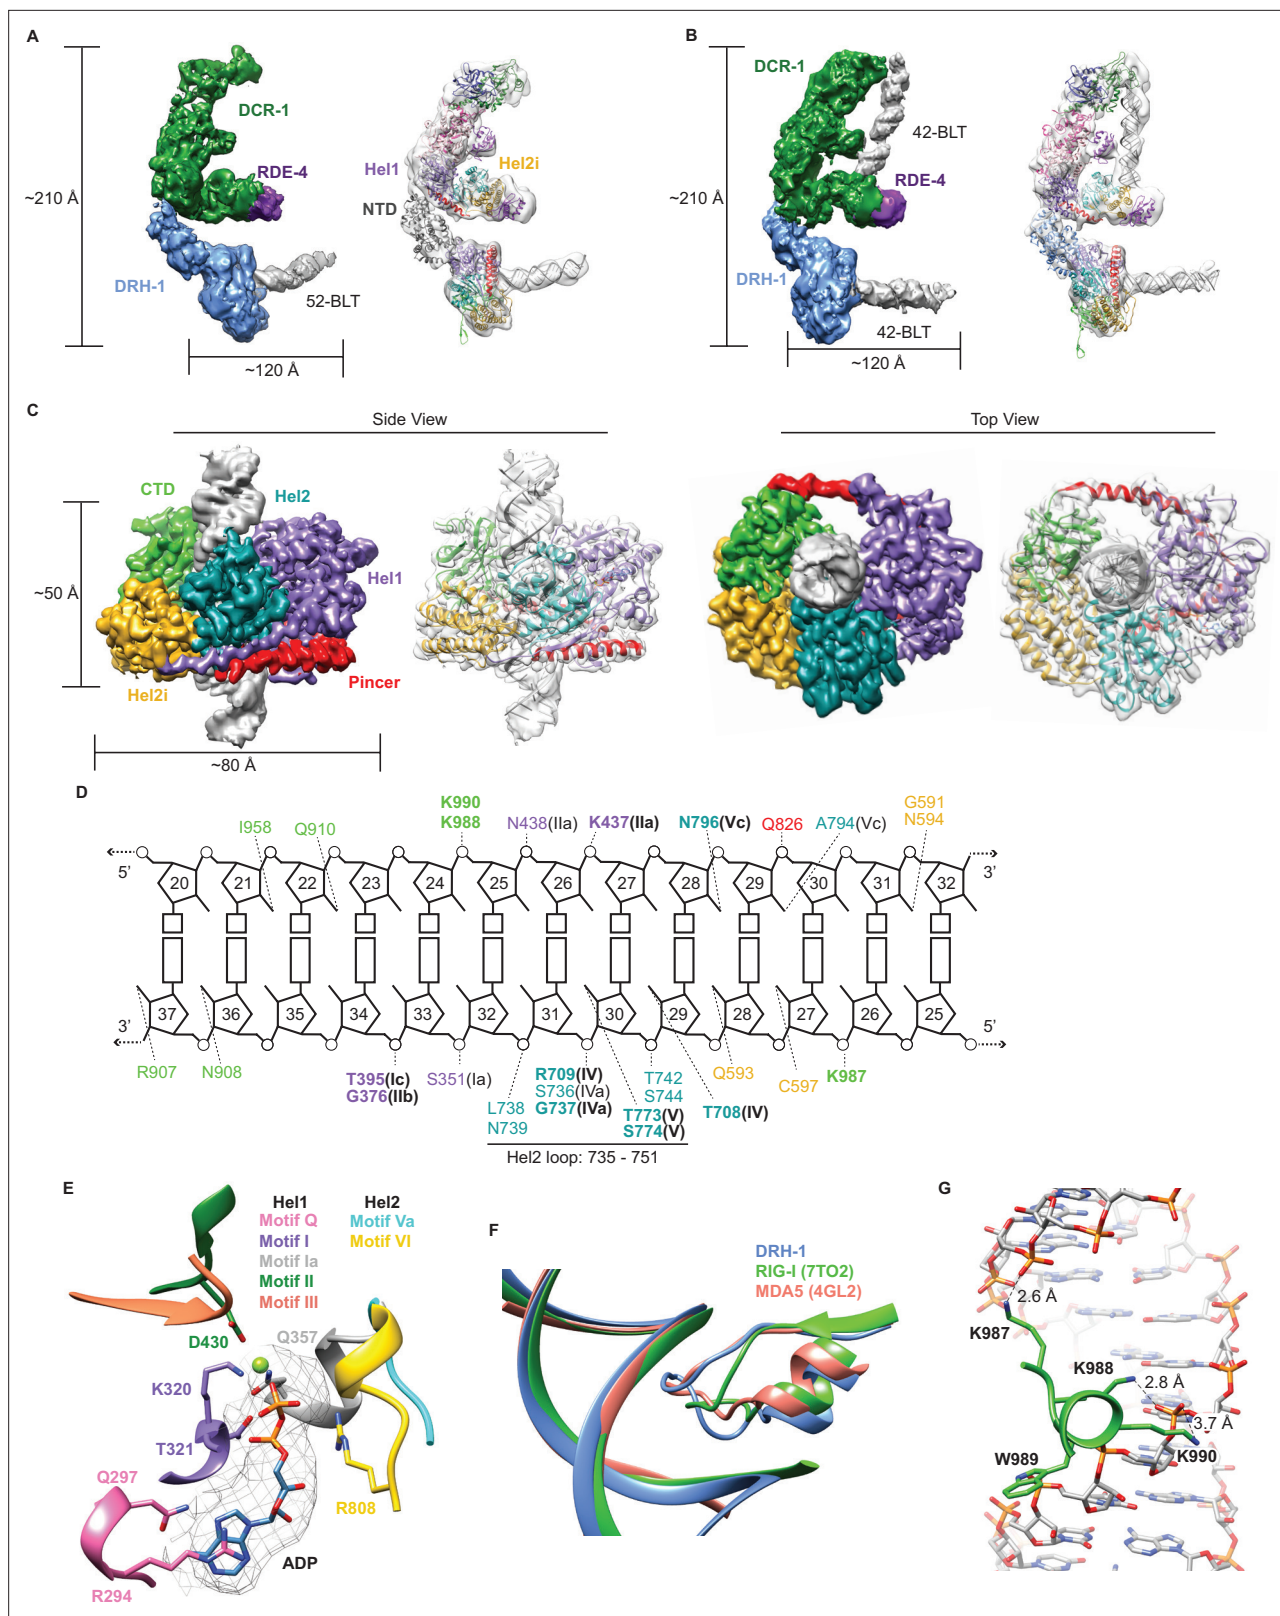 A
~210 Å
DCR-1
RDE-4
DRH-1
52-BLT
~120 Å
Hel1
Hel2i
NTD
B
~210 Å
DCR-1
42-BLT
RDE-4
DRH-1
42-BLT
~120 Å
C
Side View
Top View
CTD
Hel2
Hel1
~50 Å
Hel2i
Pincer
~80 Å
D
I958
Q910
K990
K988
N438(IIa)
K437(IIa)
N796(Vc)
Q826
A794(Vc)
G591
N594
5’
20 21 22 23 24 25 26 27 28 29 30 31 32
3’
3’
37 36 35 34 33 32 31 30 29 28 27 26 25
5’
R907
N908
T395(Ic)
G376(IIb)
S351(Ia)
L738
N739
R709(IV)
S736(IVa)
G737(IVa)
T773(V)
S774(V)
T742
S744
T708(IV)
Q593
C597
K987
Hel2 loop: 735 - 751
E
Hel1
Motif Q
Motif I
Motif Ia
Motif II
Motif III
Hel2
Motif Va
Motif VI
D430
Q357
K320
T321
Q297
R808
ADP
R294
F
DRH-1
RIG-I (7TO2)
MDA5 (4GL2)
G
2.6 Å
K987
K988
2.8 Å
3.7 Å
K990
W989